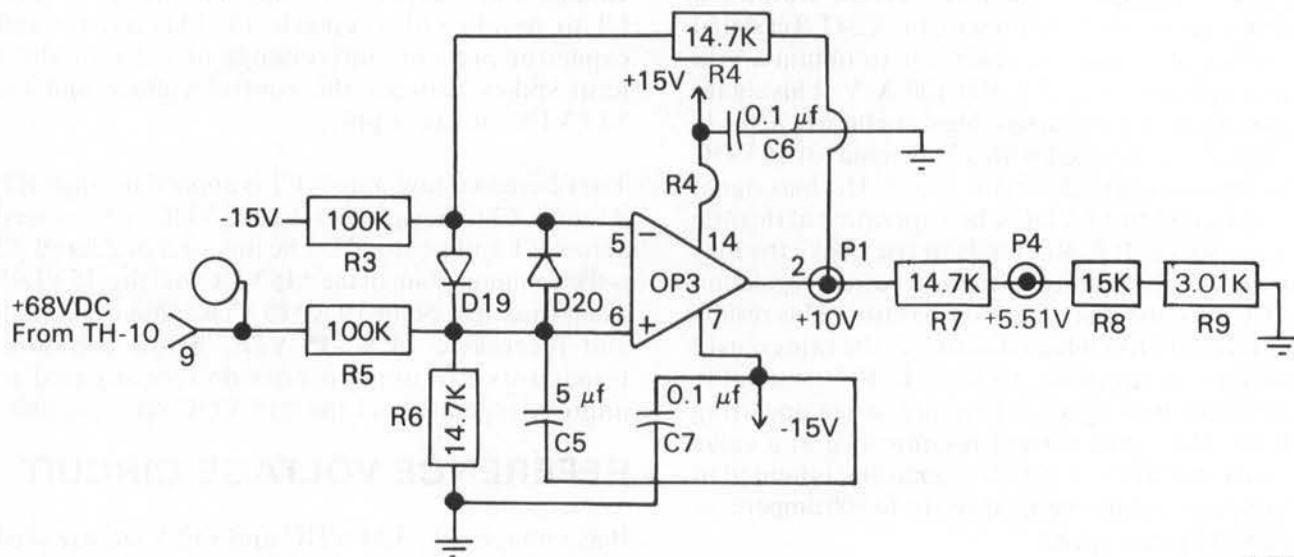 14.7K
R4
+15V
0.1 µf
C6
R4
-15V
100K
R3
5
−
14
D19
D20
OP3
2
P1
+10V
14.7K
R7
P4
+5.51V
15K
R8
3.01K
R9
+68VDC
From TH-10
9
100K
R5
6
+
7
R6
14.7K
5 µf
C5
0.1 µf
C7
-15V